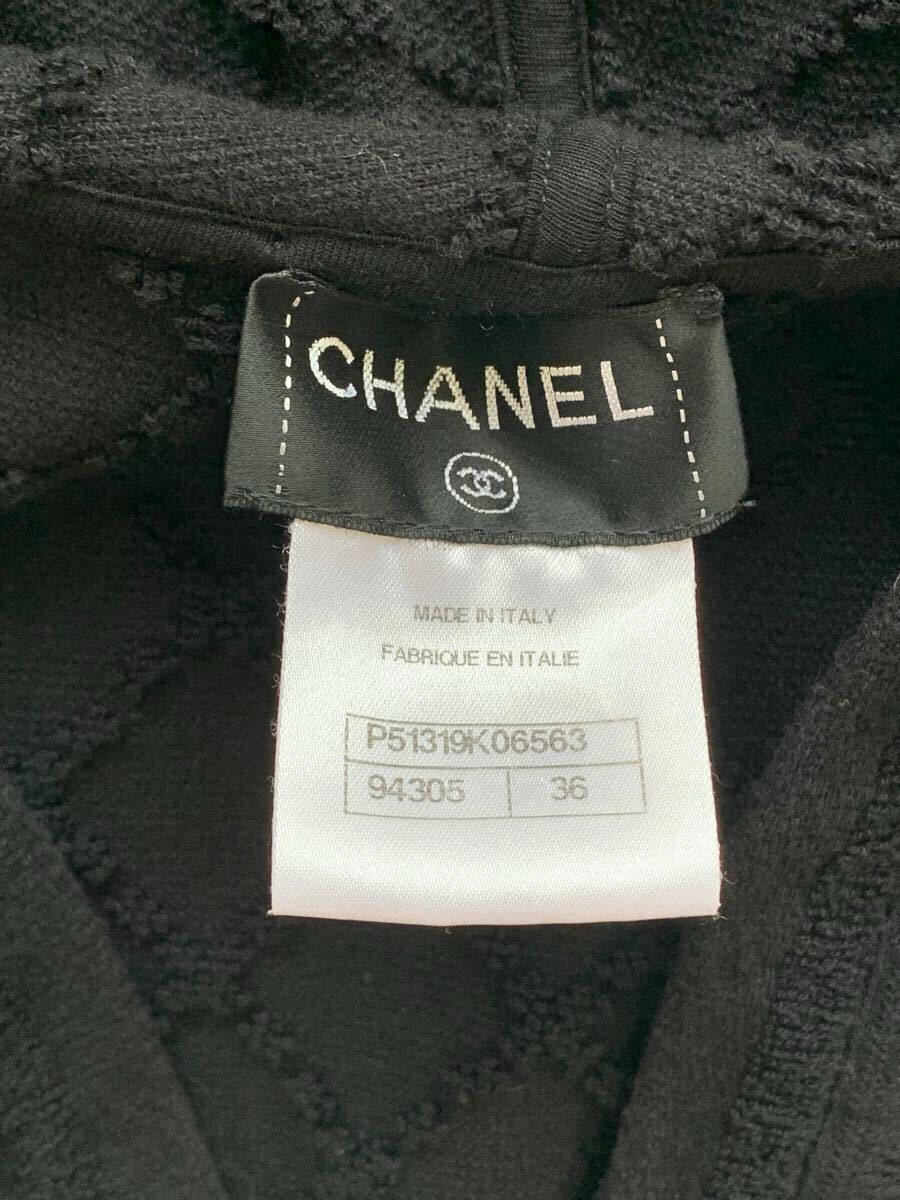 CHANEL
MADE IN ITALY
FABRIQUE EN ITALIE
P51319K06563
94305 36